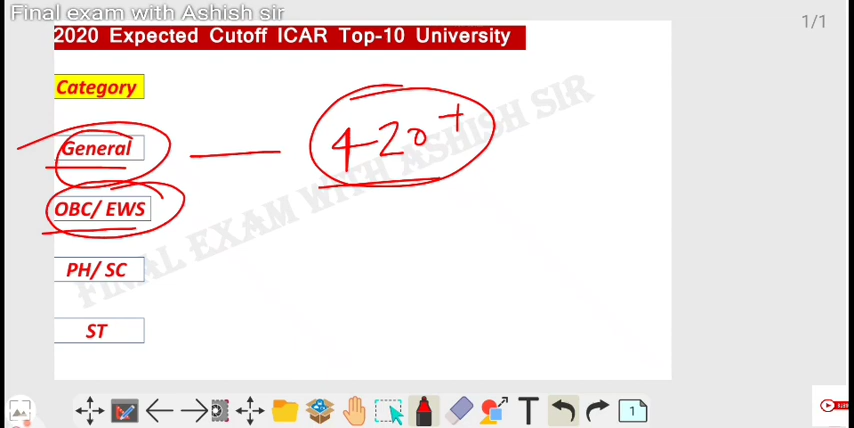 Final exam with Ashish sir
1/1
2020 Expected Cutoff ICAR Top-10 University
Category
General
420+
OBC/ EWS
PH/ SC
ST
FINAL EXAM WITH ASHISH SIR
T
1